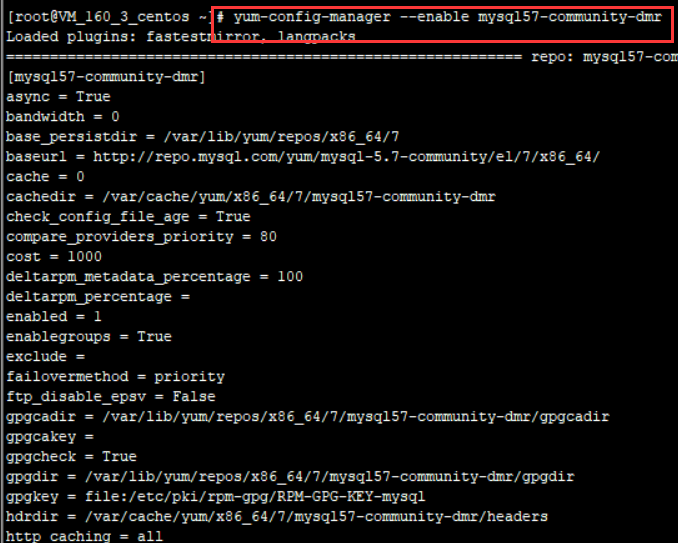 [root@VM_160_3_centos ~]# yum-config-manager --enable mysql57-community-dmr
Loaded plugins: fastestmirror, langpacks
======================================================== repo: mysql57-com
[mysql57-community-dmr]
async = True
bandwidth = 0
base_persistdir = /var/lib/yum/repos/x86_64/7
baseurl = http://repo.mysql.com/yum/mysql-5.7-community/el/7/x86_64/
cache = 0
cachedir = /var/cache/yum/x86_64/7/mysql57-community-dmr
check_config_file_age = True
compare_providers_priority = 80
cost = 1000
deltarpm_metadata_percentage = 100
deltarpm_percentage =
enabled = 1
enablegroups = True
exclude =
failovermethod = priority
ftp_disable_epsv = False
gpgcadir = /var/lib/yum/repos/x86_64/7/mysql57-community-dmr/gpgcadir
gpgcakey =
gpgcheck = True
gpgdir = /var/lib/yum/repos/x86_64/7/mysql57-community-dmr/gpgdir
gpgkey = file:/etc/pki/rpm-gpg/RPM-GPG-KEY-mysql
hdrdir = /var/cache/yum/x86_64/7/mysql57-community-dmr/headers
http_caching = all